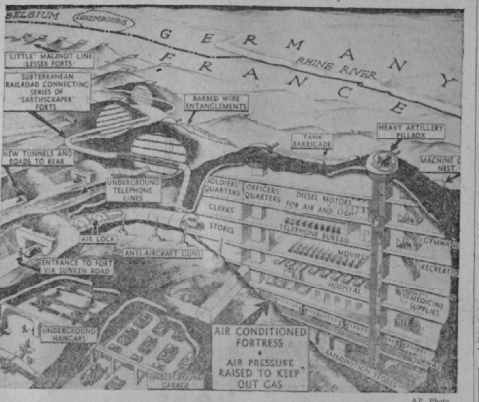 BELGIUM
LUXEMBOURG
GERMANY
RHINE RIVER
FRANCE
"LITTLE" MAGINOT LINE
(LESSER FORTS)
SUBTERRANEAN
RAILROAD CONNECTING
SERIES OF
"EARTHSCRAPER"
FORTS
BARBED WIRE
ENTANGLEMENTS
TANK
BARRICADE
HEAVY ARTILLERY
PILLBOX
NEW TUNNELS AND
ROADS TO REAR
MACHINE G
NEST
UNDERGROUND
TELEPHONE
LINES
SOLDIERS'
QUARTERS
OFFICERS'
QUARTERS
DIESEL MOTORS
FOR AIR AND LIGHT
CLERKS
TELEPHONE BUREAU
STORES
MOVIES
GYMNAS
AIR LOCK
ANTI-AIRCRAFT GUNS
RECREATI
ENTRANCE TO FORT
VIA SUNKEN ROAD
HOSPITAL
MEDICINE
SUPPLIES
UNDERGROUND
HANGARS
AIR CONDITIONED
FORTRESS
AIR PRESSURE
RAISED TO KEEP
OUT GAS
AMMUNITION STORES
UNDERGROUND
GARAGE
A.P. Photo